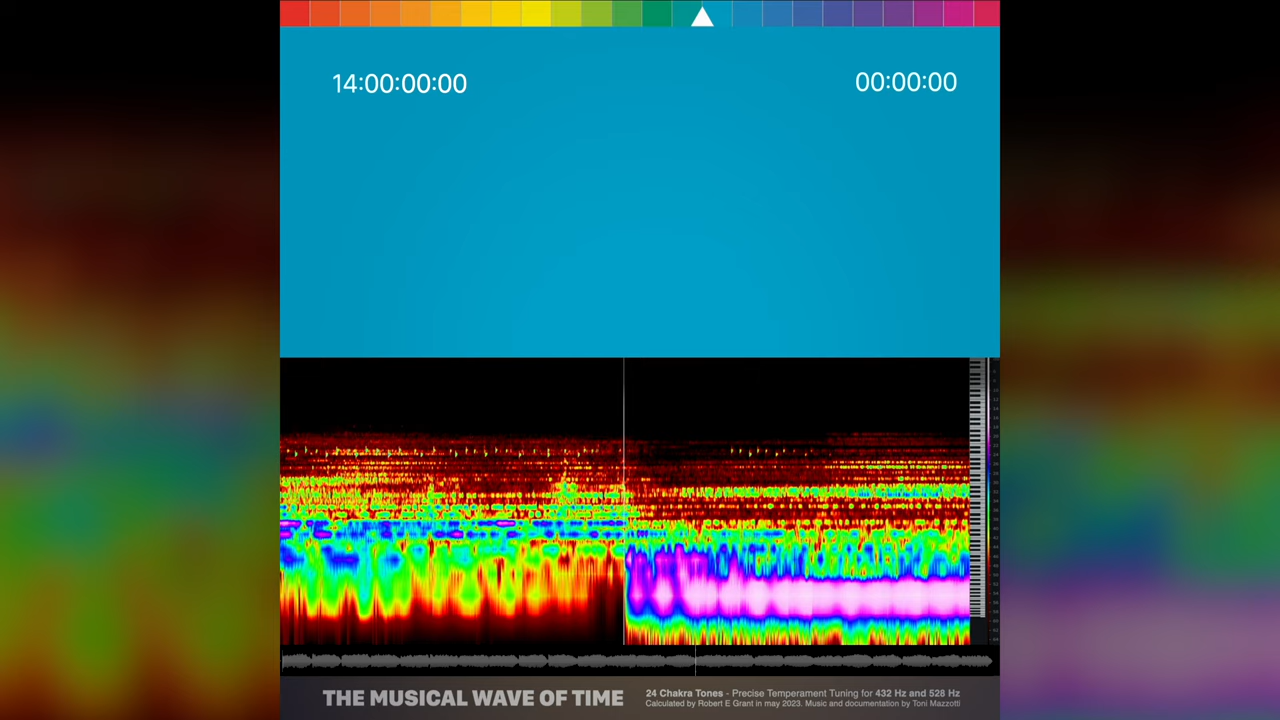 14:00:00:00
00:00:00
THE MUSICAL WAVE OF TIME
24 Chakra Tones - Precise Temperament Tuning for 432 Hz and 528 Hz
Calculated by Robert E Grant in may 2023. Music and documentation by Toni Mazzotti